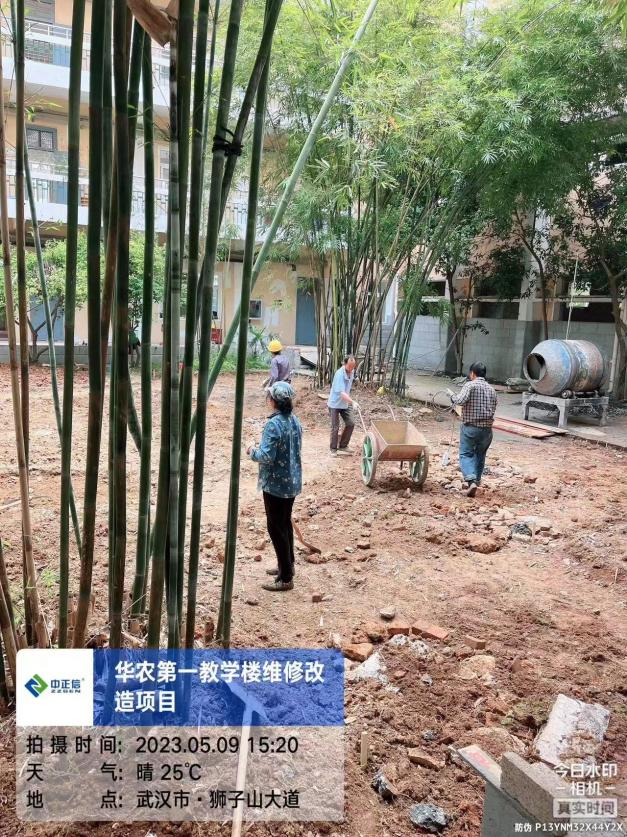 中正信®
ZZSEN
华农第一教学楼维修改
造项目
拍摄时间: 2023.05.09 15:20
天 气: 晴 25℃
地 点: 武汉市·狮子山大道
今日水印
相机
真实时间
防伪 P13YNM32X44Y2X